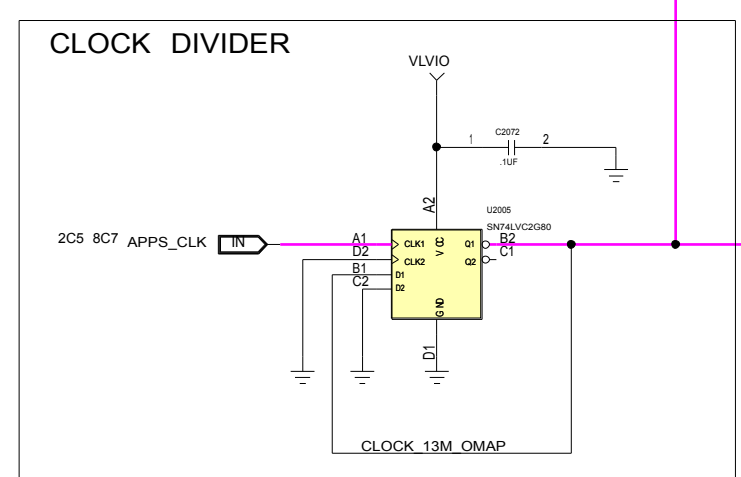 CLOCK DIVIDER
VLVIO
1 C2072 2
.1UF
A2
U2005
SN74LVC2G80
2C5 8C7 APPS_CLK IN
A1 CLK1 VCC Q1 B2
D2 CLK2 Q2 C1
B1 D1
C2 D2
GND
D1
CLOCK_13M_OMAP